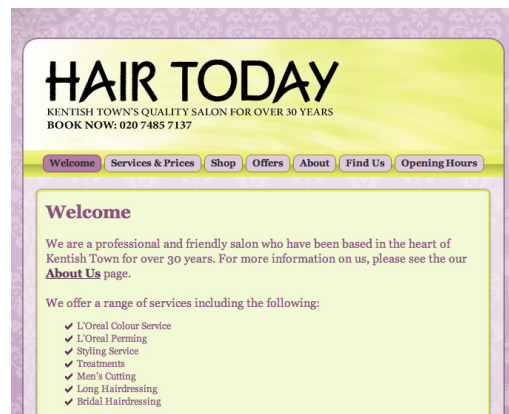 HAIR TODAY
KENTISH TOWN'S QUALITY SALON FOR OVER 30 YEARS
BOOK NOW: 020 7485 7137
Welcome Services & Prices Shop Offers About Find Us Opening Hours
Welcome
We are a professional and friendly salon who have been based in the heart of
Kentish Town for over 30 years. For more information on us, please see the our
About Us page.
We offer a range of services including the following:
L'Oreal Colour Service
L'Oreal Perming
Styling Service
Treatments
Men's Cutting
Long Hairdressing
Bridal Hairdressing